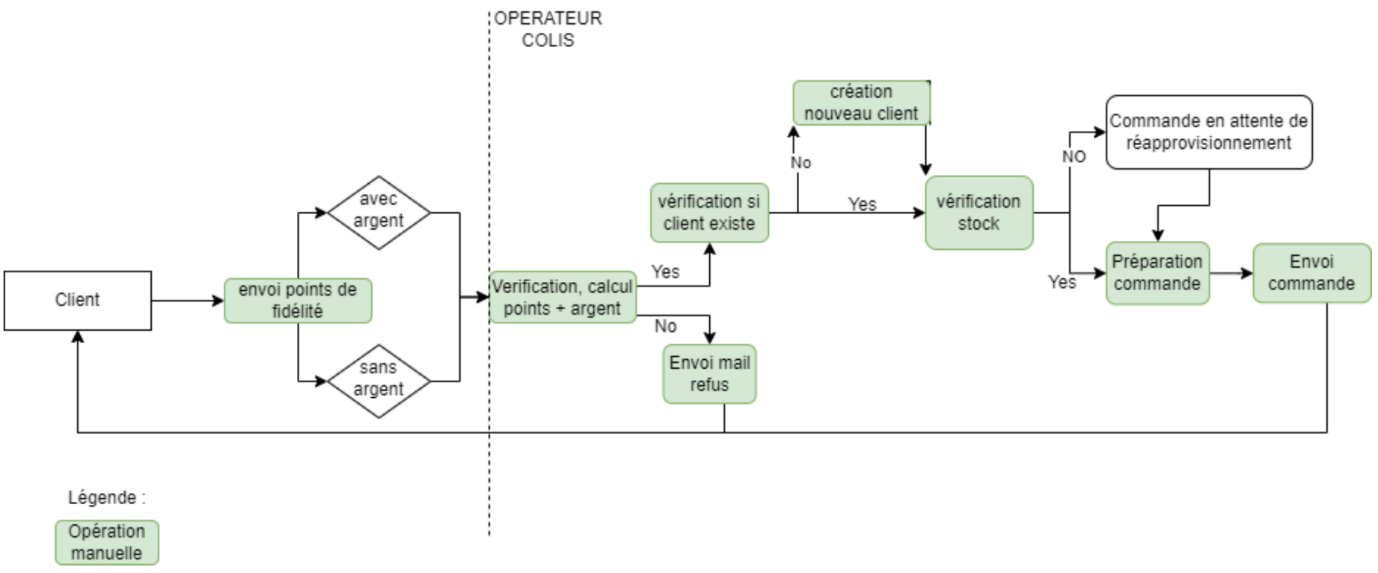 OPERATEUR
COLIS
Client
envoi points de
fidélité
avec
argent
sans
argent
Verification, calcul
points + argent
Yes
No
vérification si
client existe
Envoi mail
refus
No
Yes
création
nouveau client
vérification
stock
NO
Yes
Commande en attente de
réapprovisionnement
Préparation
commande
Envoi
commande
Légende :
Opération
manuelle